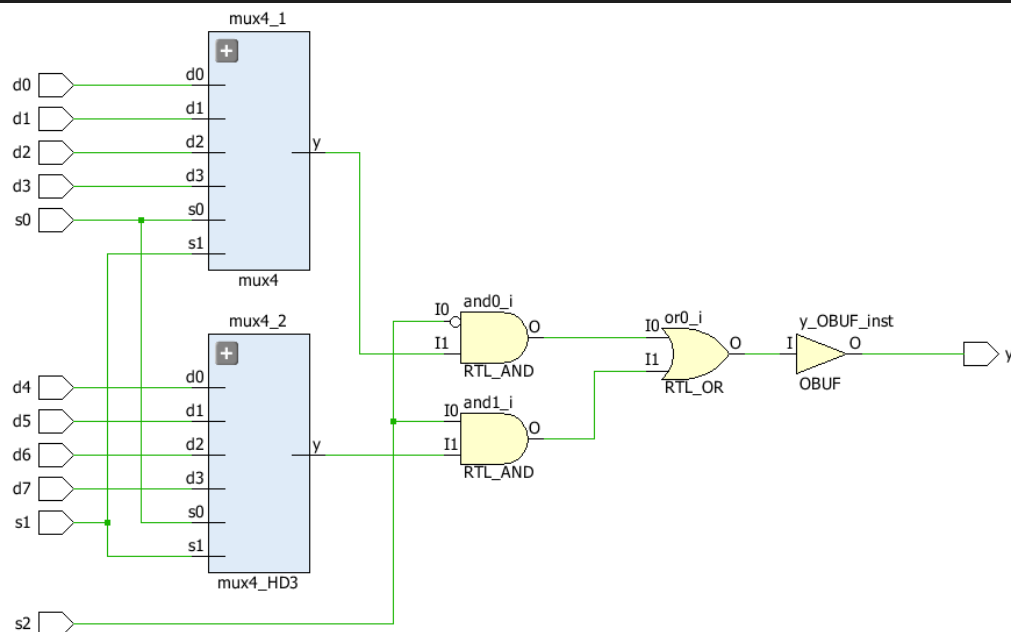 mux4_1
d0
d1
d2
d3
s0
d0
d1
d2
d3
s0
s1
y
mux4
mux4_2
d4
d5
d6
d7
s1
s2
d0
d1
d2
d3
s0
s1
y
mux4_HD3
and0_i
I0
I1
O
RTL_AND
and1_i
I0
I1
O
RTL_AND
or0_i
I0
I1
O
RTL_OR
y_OBUF_inst
I
O
OBUF
y